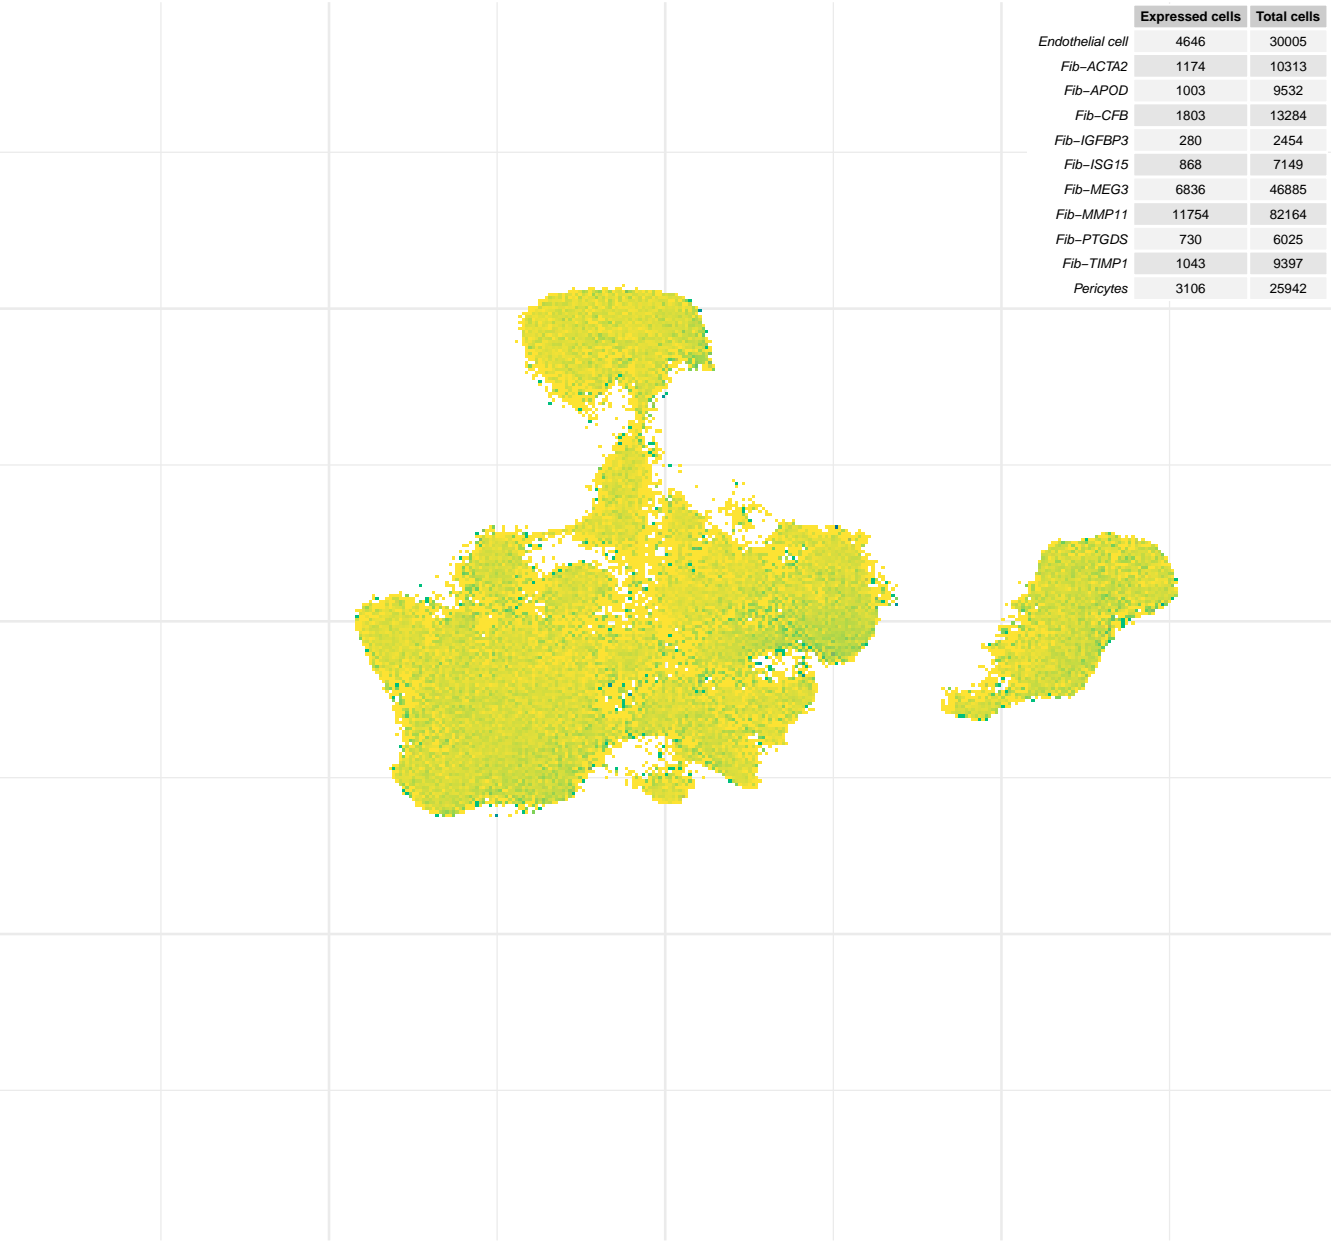 Expressed cells Total cells
Endothelial cell 4646 30005
Fib−ACTA2 1174 10313
Fib−APOD 1003 9532
Fib−CFB 1803 13284
Fib−IGFBP3 280 2454
Fib−ISG15 868 7149
Fib−MEG3 6836 46885
Fib−MMP11 11754 82164
Fib−PTGDS 730 6025
Fib−TIMP1 1043 9397
Pericytes 3106 25942